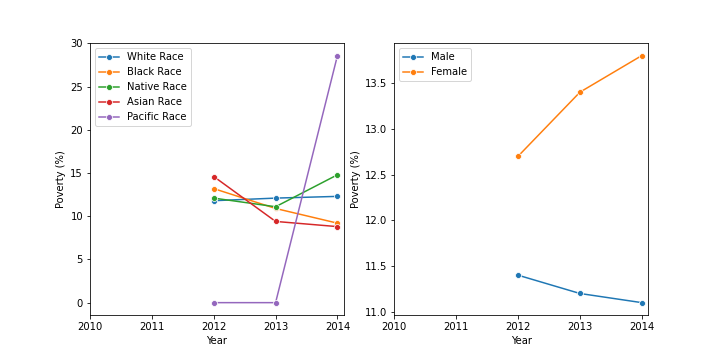 White Race
Black Race
Native Race
Asian Race
Pacific Race
30
25
20
15
10
5
0
Poverty (%)
2010 2011 2012 2013 2014
Year
Male
Female
13.5
13.0
12.5
12.0
11.5
11.0
Poverty (%)
2010 2011 2012 2013 2014
Year